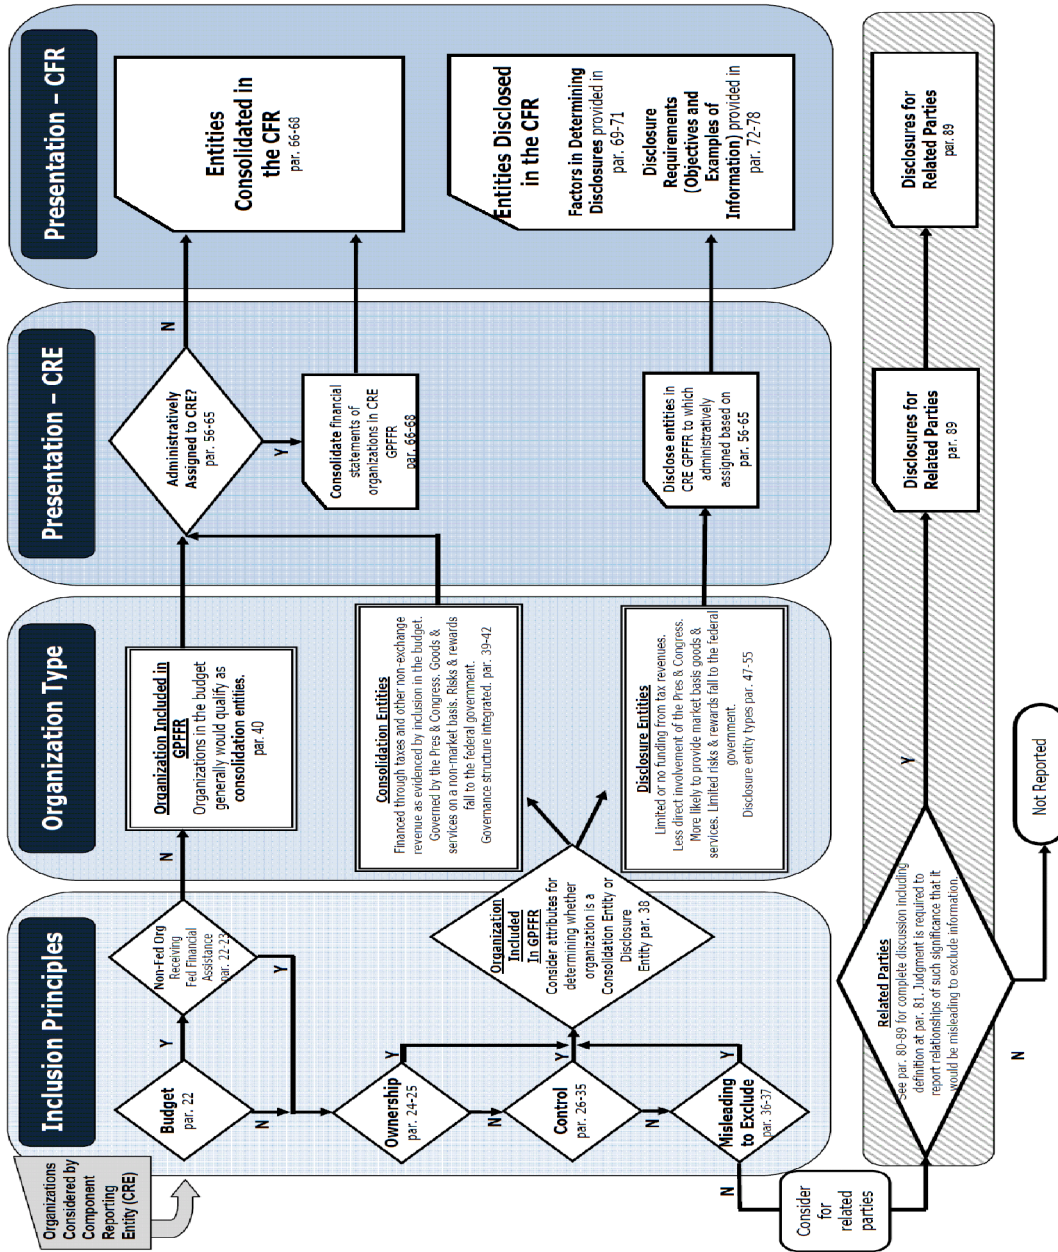 Organizations
Considered by
Component
Reporting
Entity (CRE)
Inclusion Principles
Budget
par. 22
Y
N
Non-Fed Org
Receiving
Fed Financial
Assistance
par. 22-23
N
Y
Ownership
par. 24-25
Y
N
Control
par. 26-35
Y
N
Misleading
to Exclude
par. 36-37
Y
N
Organization
Included
In GPFFR
Consider attributes for
determining whether
organization is a
Consolidation Entity or
Disclosure
Entity par. 38
Organization Type
Organization Included in
GPFFR
Organizations in the budget
generally would qualify as
consolidation entities.
par. 40
Consolidation Entities
Financed through taxes and other non-exchange
revenue as evidenced by inclusion in the budget.
Governed by the Pres & Congress. Goods &
services on a non-market basis. Risks & rewards
fall to the federal government.
Governance structure integrated. par. 39-42
Disclosure Entities
Limited or no funding from tax revenues.
Less direct involvement of the Pres & Congress.
More likely to provide market basis goods &
services. Limited risks & rewards fall to the federal
government.
Disclosure entity types par. 47-55
Presentation – CRE
Administratively
Assigned to CRE?
par. 56-65
N
Y
Consolidate financial
statements of
organizations in CRE
GPFFR
par. 66-68
Disclose entities in
CRE GPFFR to which
administratively
assigned based on
par. 56-65
Presentation – CFR
Entities
Consolidated in
the CFR
par. 66-68
Entities Disclosed
in the CFR
Factors in Determining
Disclosures provided in
par. 69-71
Disclosure
Requirements
(Objectives and
Examples of
Information) provided in
par. 72-78
Consider
for
related
parties
Related Parties
See par. 80-89 for complete discussion including
definition at par. 81. Judgment is required to
report relationships of such significance that it
would be misleading to exclude information.
Y
N
Not Reported
Disclosures for
Related Parties
par. 89
Disclosures for
Related Parties
par. 89